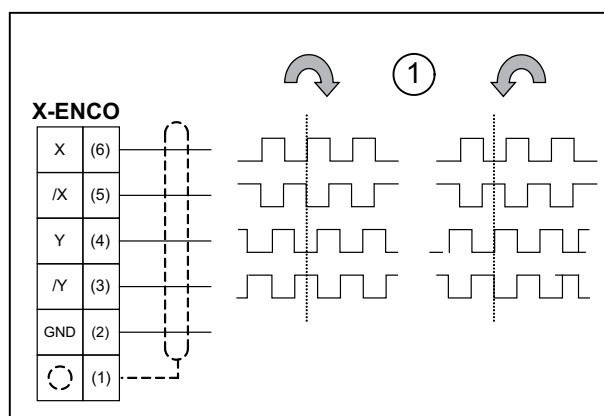 1
X-ENCO
X (6)
/X (5)
Y (4)
/Y (3)
GND (2)
(1)